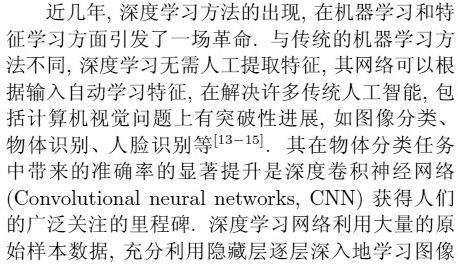 近几年, 深度学习方法的出现, 在机器学习和特
征学习方面引发了一场革命. 与传统的机器学习方
法不同, 深度学习无需人工提取特征, 其网络可以根
据输入自动学习特征, 在解决许多传统人工智能, 包
括计算机视觉问题上有突破性进展, 如图像分类、
物体识别、人脸识别等[13−15]. 其在物体分类任务
中带来的准确率的显著提升是深度卷积神经网络
(Convolutional neural networks, CNN) 获得人们
的广泛关注的里程碑. 深度学习网络利用大量的原
始样本数据, 充分利用隐藏层逐层深入地学习图像